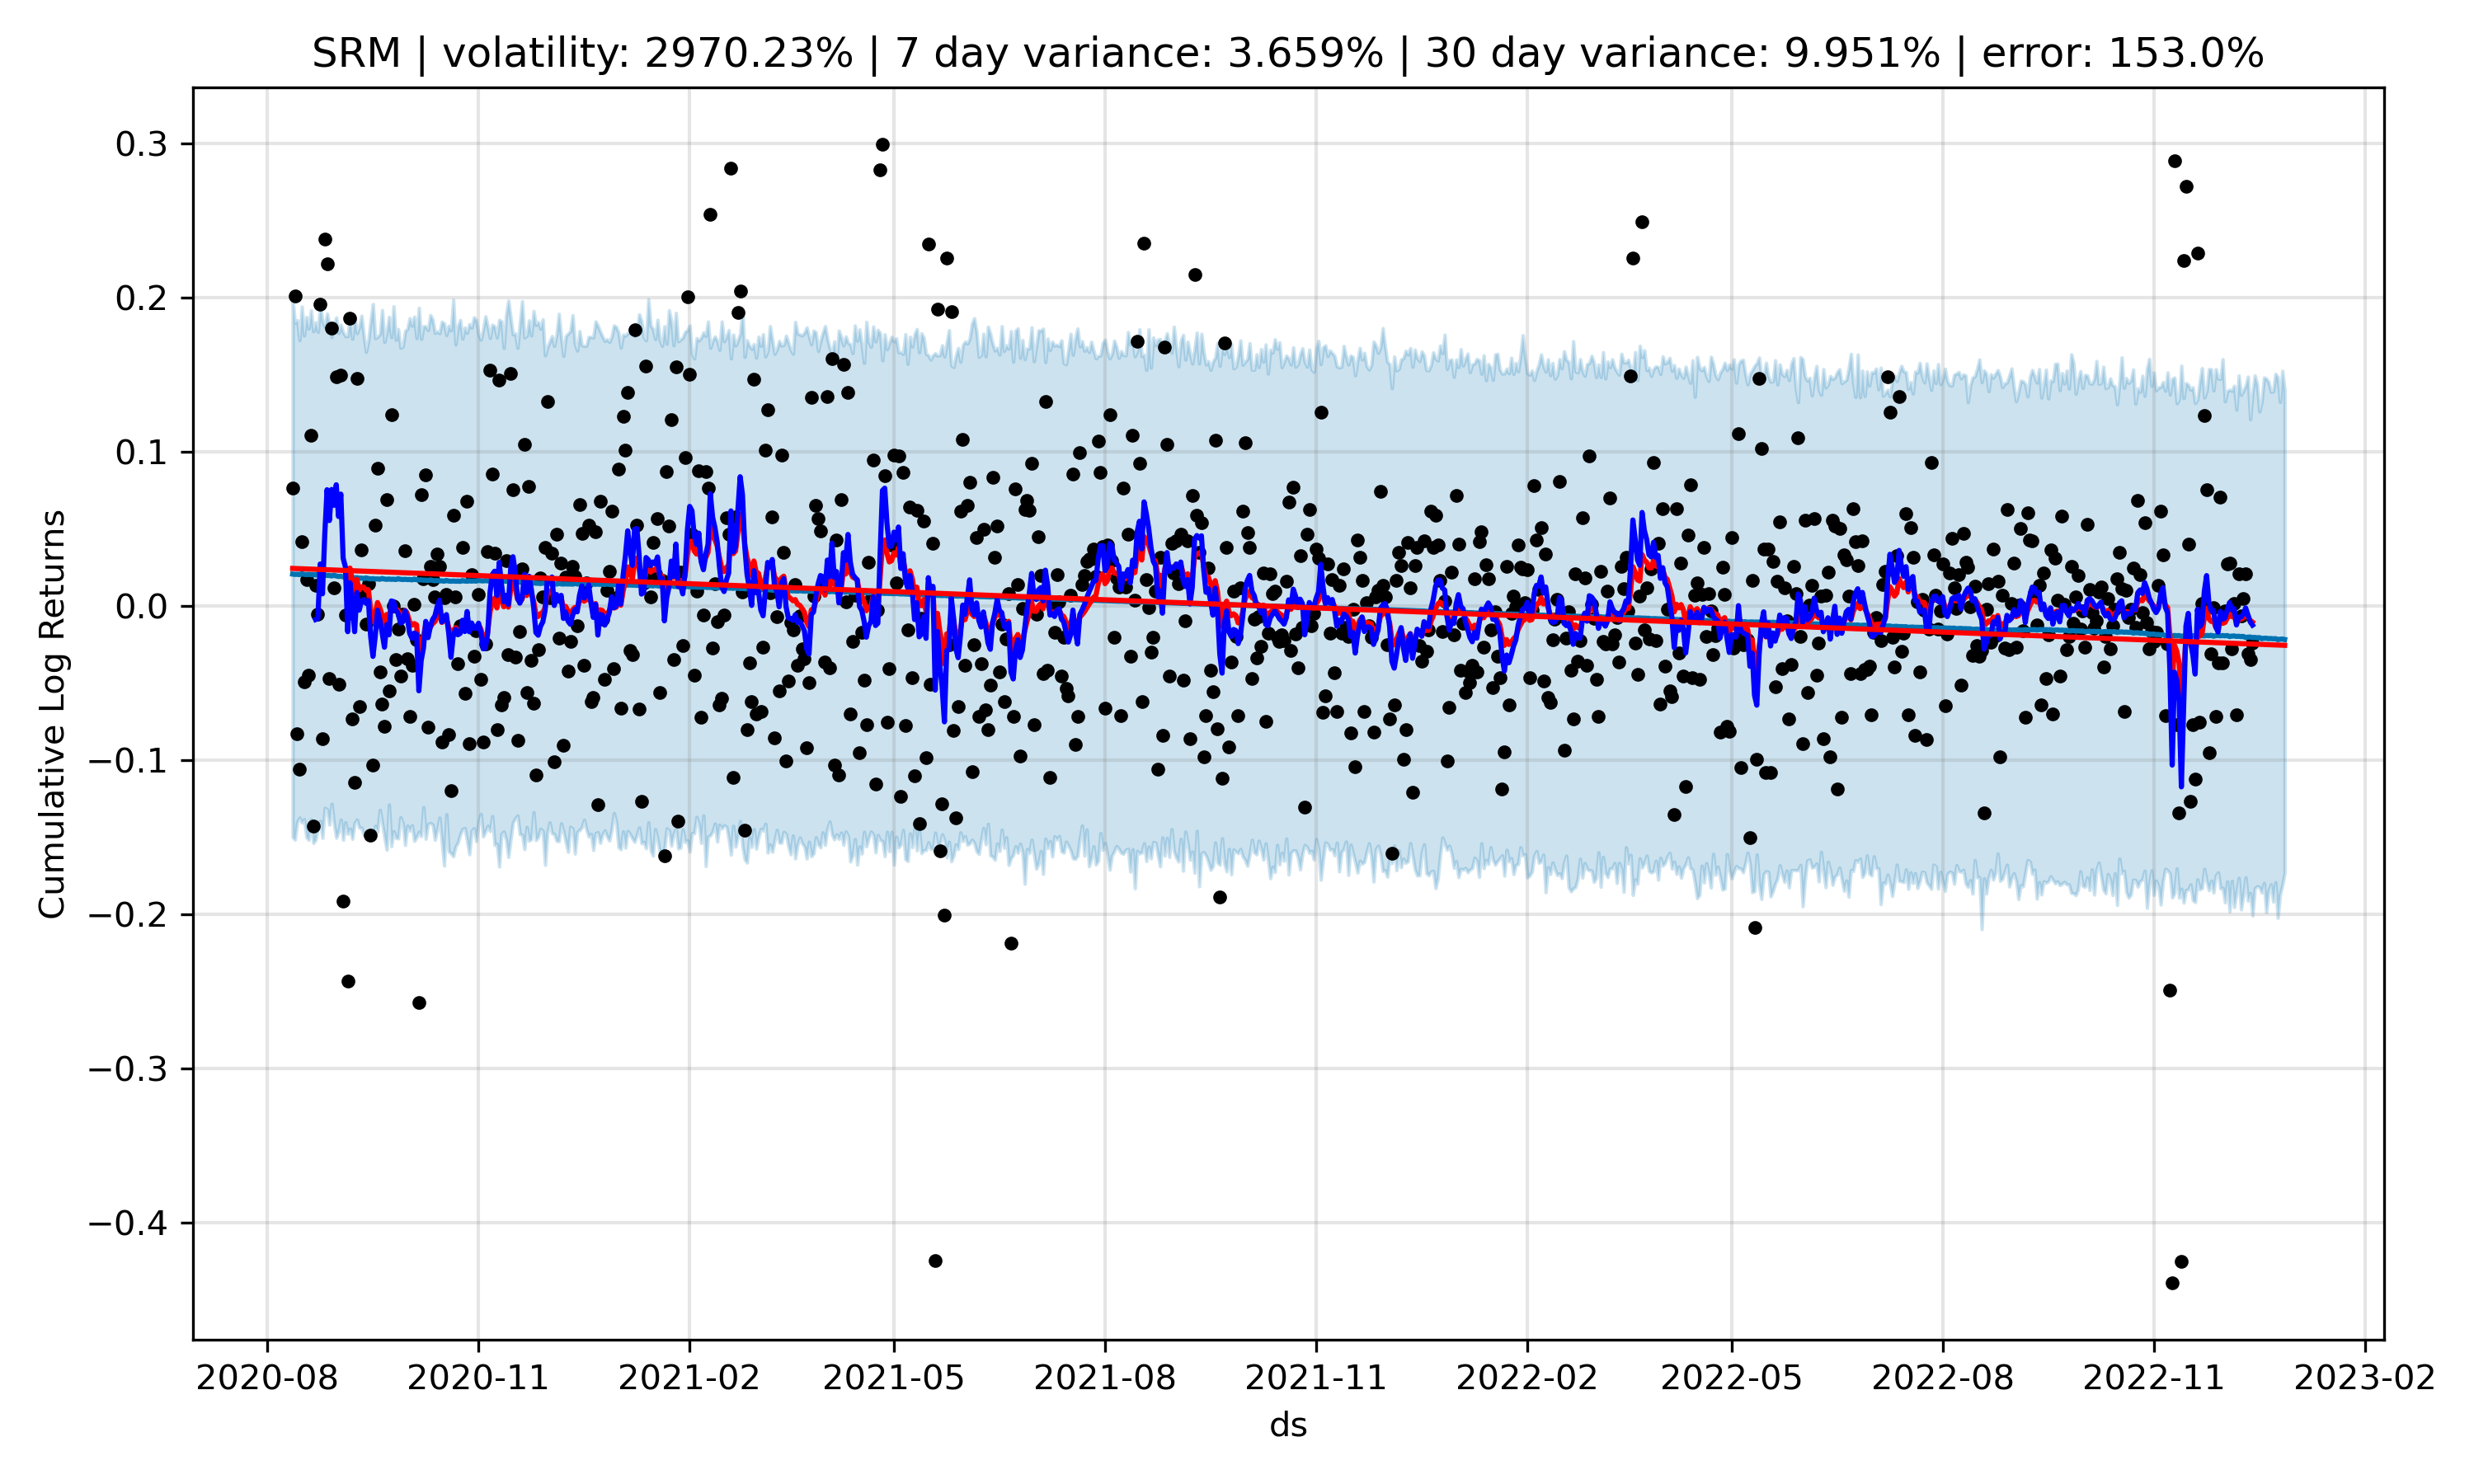 SRM | volatility: 2970.23% | 7 day variance: 3.659% | 30 day variance: 9.951% | error: 153.0%
Cumulative Log Returns
0.3
0.2
0.1
0.0
−0.1
−0.2
−0.3
−0.4
2020-08 2020-11 2021-02 2021-05 2021-08 2021-11 2022-02 2022-05 2022-08 2022-11 2023-02
ds